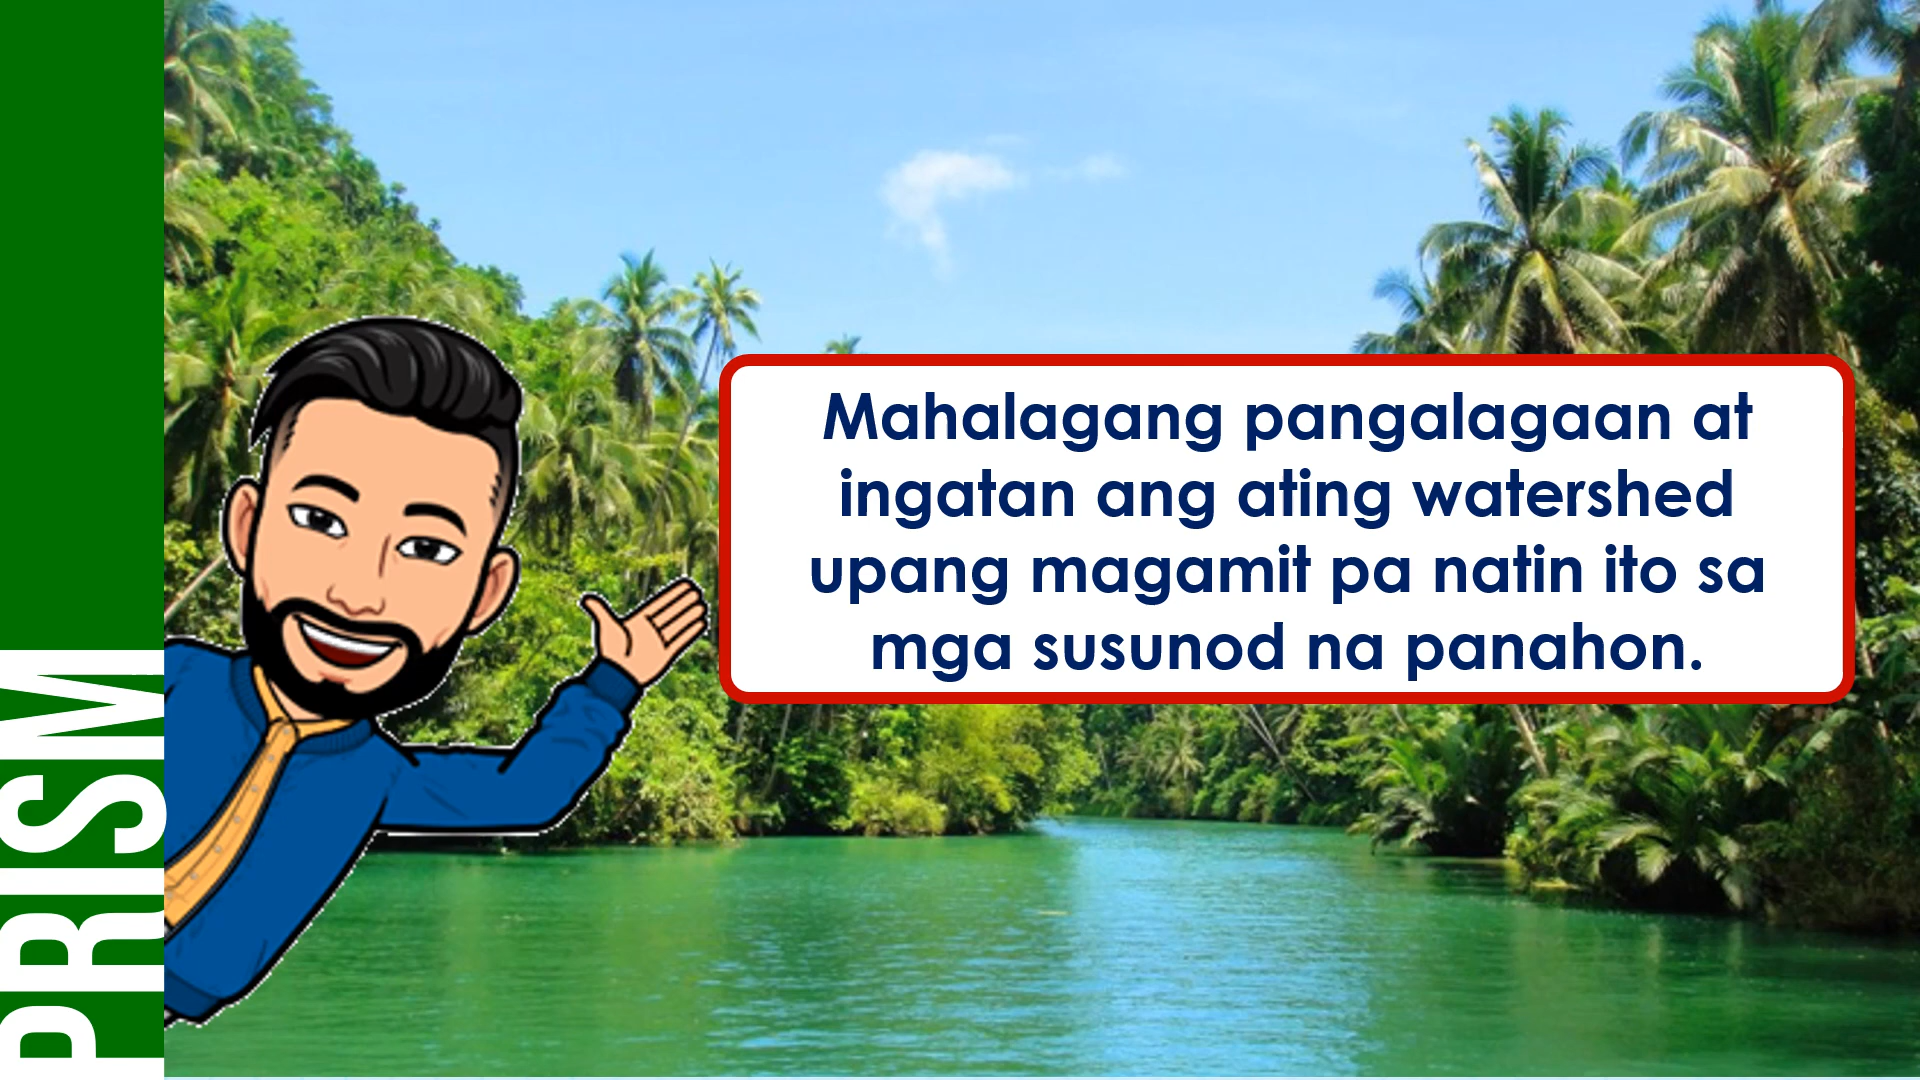 PRISM
Mahalagang pangalagaan at
ingatan ang ating watershed
upang magamit pa natin ito sa
mga susunod na panahon.